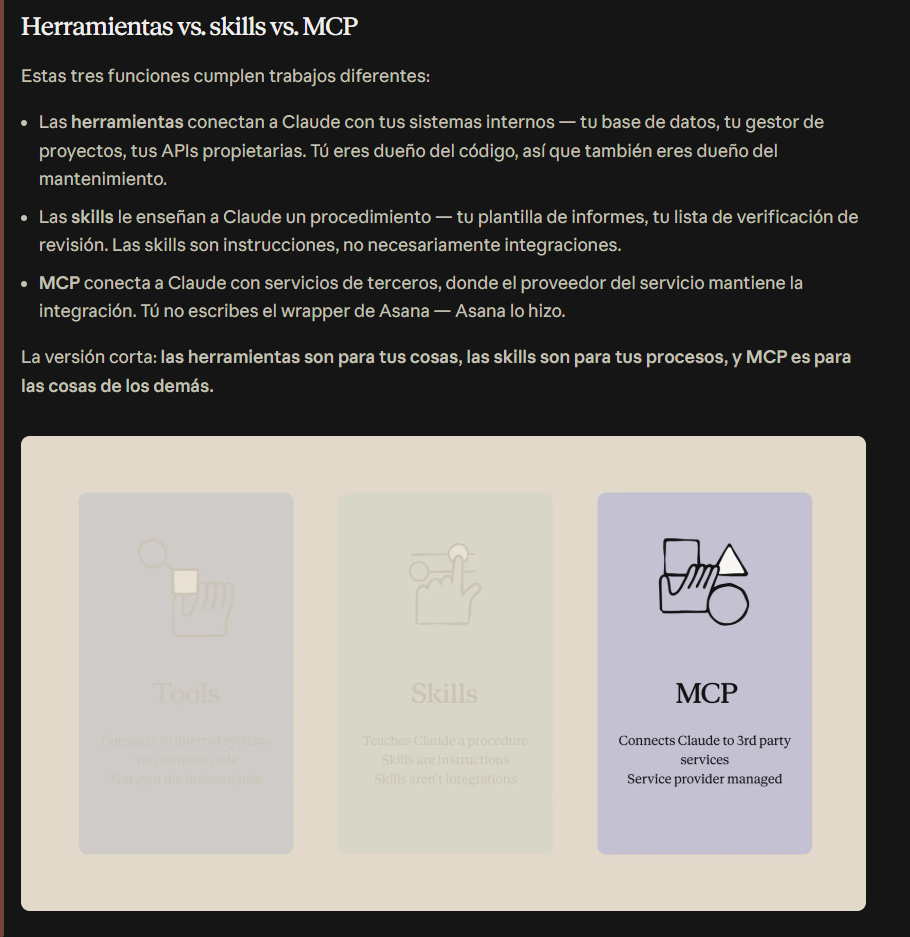 Herramientas vs. skills vs. MCP
Estas tres funciones cumplen trabajos diferentes:
Las herramientas conectan a Claude con tus sistemas internos — tu base de datos, tu gestor de
proyectos, tus APIs propietarias. Tú eres dueño del código, así que también eres dueño del
mantenimiento.
Las skills le enseñan a Claude un procedimiento — tu plantilla de informes, tu lista de verificación de
revisión. Las skills son instrucciones, no necesariamente integraciones.
MCP conecta a Claude con servicios de terceros, donde el proveedor del servicio mantiene la
integración. Tú no escribes el wrapper de Asana — Asana lo hizo.
La versión corta: las herramientas son para tus cosas, las skills son para tus procesos, y MCP es para
las cosas de los demás.
Tools
Connects to internal systems
You own the code
You own the maintenance
Skills
Teaches Claude a procedure
Skills are instructions
Skills aren't integrations
MCP
Connects Claude to 3rd party
services
Service provider managed